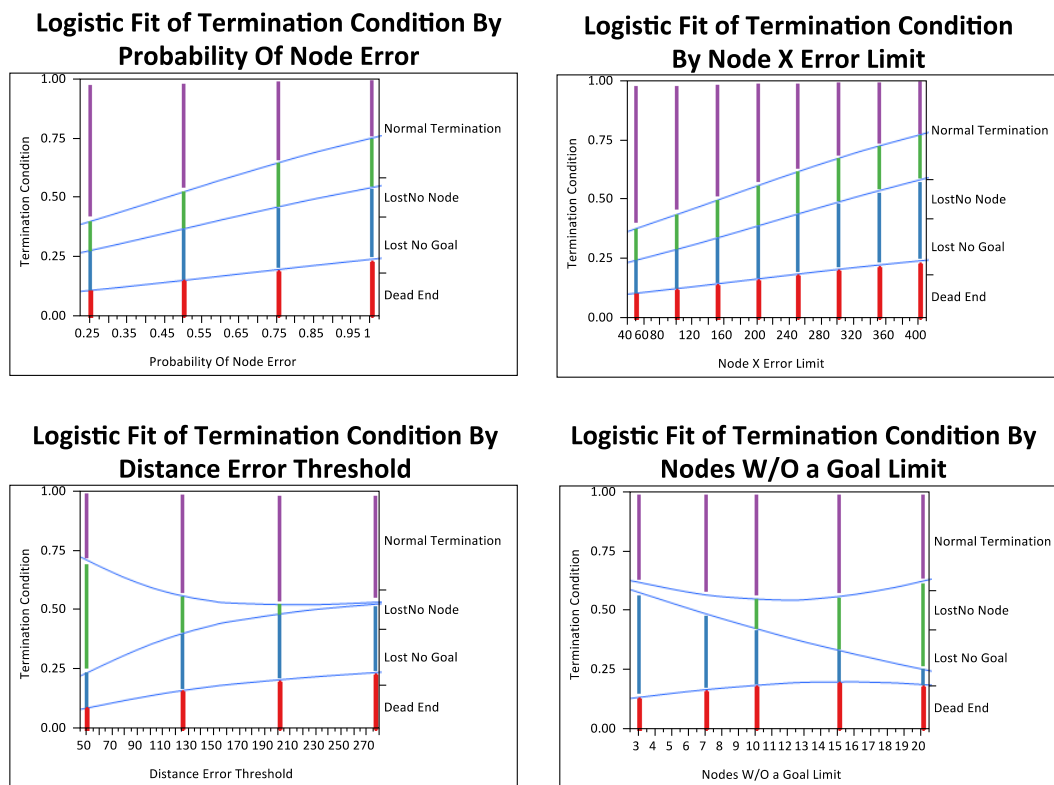 Logistic Fit of Termination Condition By
Probability Of Node Error
1.00
0.75
0.50
0.25
0.00
Termination Condition
Normal Termination
LostNo Node
Lost No Goal
Dead End
0.25 0.35 0.45 0.55 0.65 0.75 0.85 0.95 1
Probability Of Node Error
Logistic Fit of Termination Condition
By Node X Error Limit
1.00
0.75
0.50
0.25
0.00
Termination Condition
Normal Termination
LostNo Node
Lost No Goal
Dead End
40 60 80 120 160 200 240 280 320 360 400
Node X Error Limit
Logistic Fit of Termination Condition By
Distance Error Threshold
1.00
0.75
0.50
0.25
0.00
Termination Condition
Normal Termination
LostNo Node
Lost No Goal
Dead End
50 70 90 110 130 150 170 190 210 230 250 270
Distance Error Threshold
Logistic Fit of Termination Condition By
Nodes W/O a Goal Limit
1.00
0.75
0.50
0.25
0.00
Termination Condition
Normal Termination
LostNo Node
Lost No Goal
Dead End
3 4 5 6 7 8 9 10 11 12 13 14 15 16 17 18 19 20
Nodes W/O a Goal Limit